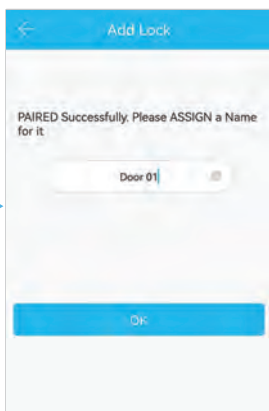 Add Lock
PAIRED Successfully. Please ASSIGN a Name
for it
Door 01
OK